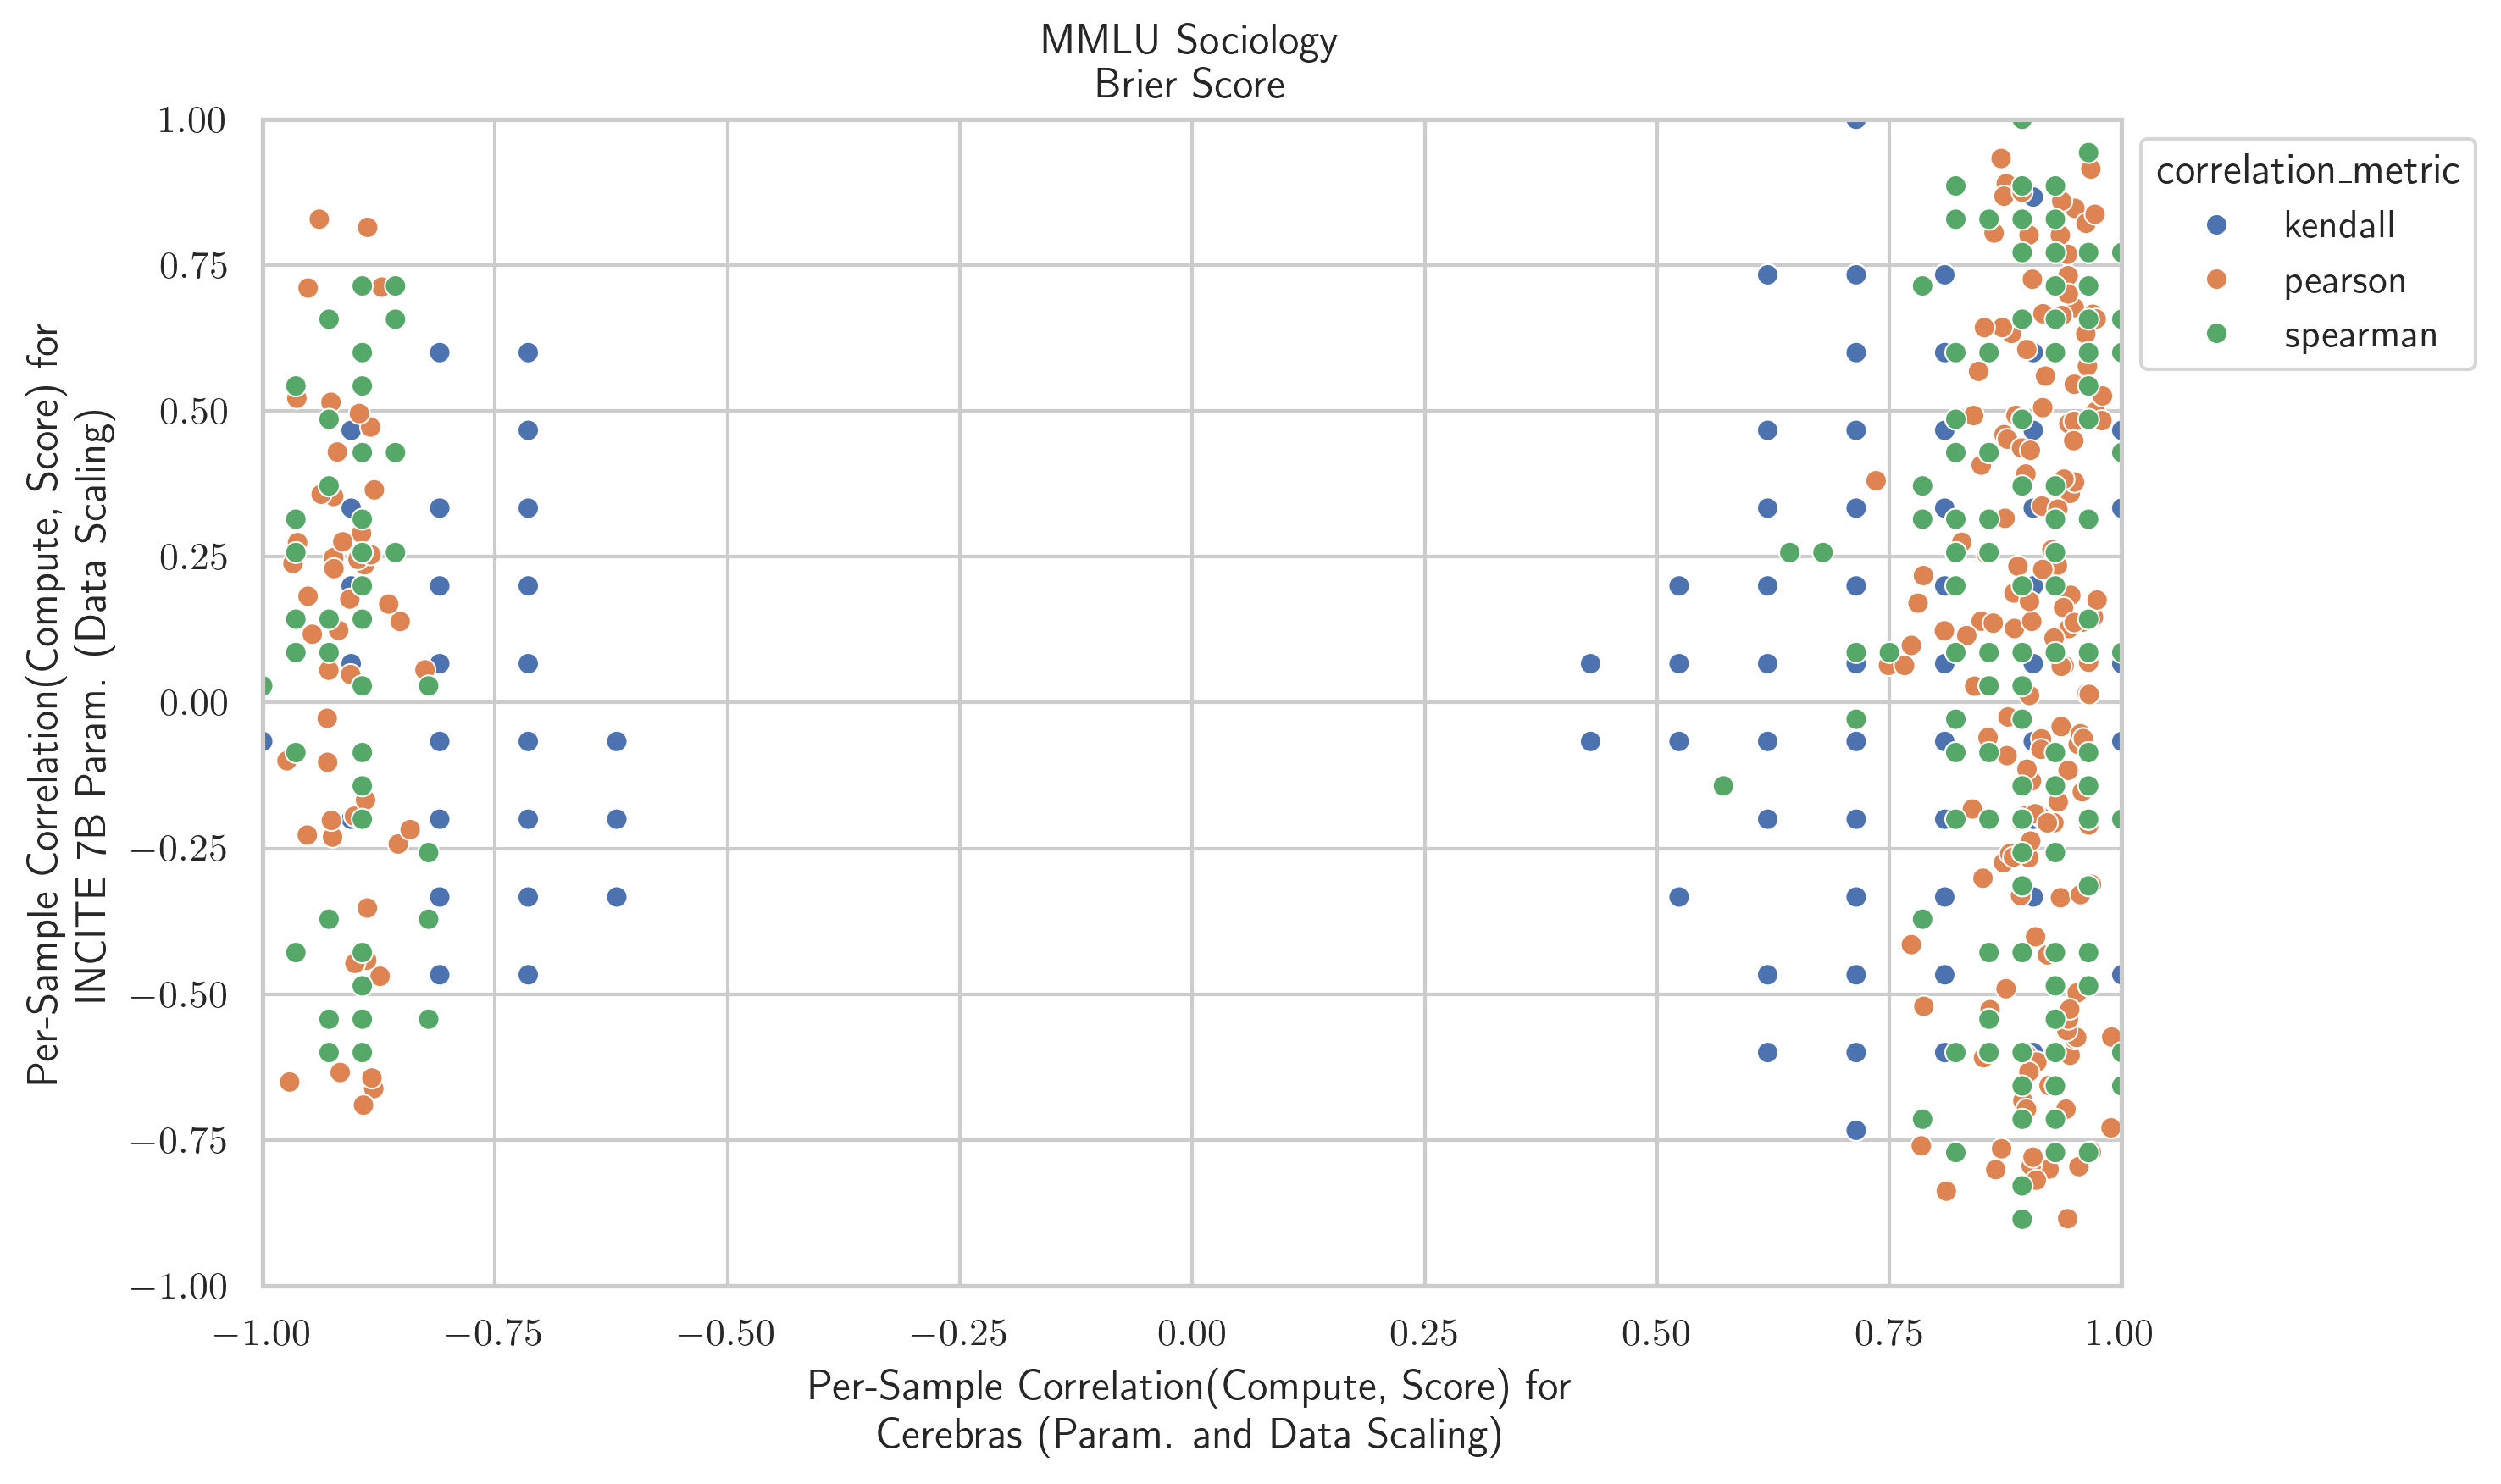 MMLU Sociology
Brier Score
Per-Sample Correlation(Compute, Score) for
INCITE 7B Param. (Data Scaling)
1.00
0.75
0.50
0.25
0.00
−0.25
−0.50
−0.75
−1.00
−1.00 −0.75 −0.50 −0.25 0.00 0.25 0.50 0.75 1.00
Per-Sample Correlation(Compute, Score) for
Cerebras (Param. and Data Scaling)
correlation_metric
kendall
pearson
spearman